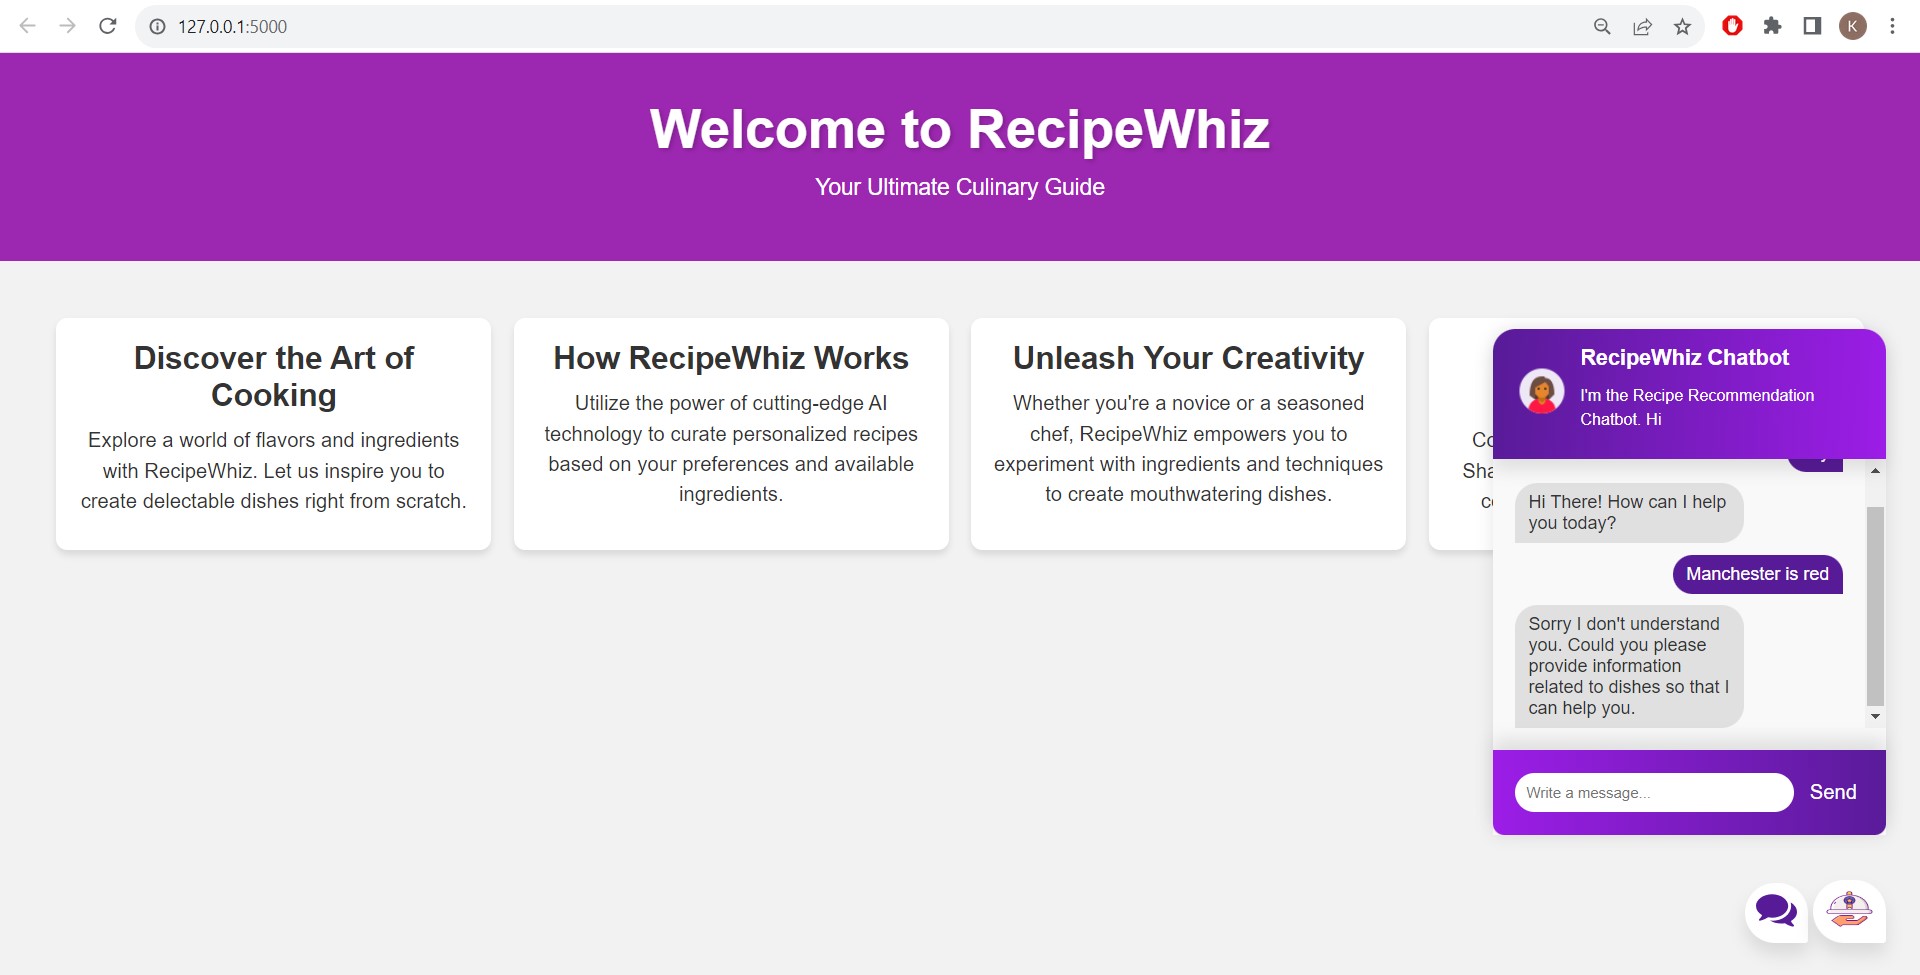 127.0.0.1:5000
K
Welcome to RecipeWhiz
Your Ultimate Culinary Guide
Discover the Art of
Cooking
Explore a world of flavors and ingredients
with RecipeWhiz. Let us inspire you to
create delectable dishes right from scratch.
How RecipeWhiz Works
Utilize the power of cutting-edge AI
technology to curate personalized recipes
based on your preferences and available
ingredients.
Unleash Your Creativity
Whether you're a novice or a seasoned
chef, RecipeWhiz empowers you to
experiment with ingredients and techniques
to create mouthwatering dishes.
RecipeWhiz Chatbot
I'm the Recipe Recommendation
Chatbot. Hi
Hi There! How can I help
you today?
Manchester is red
Sorry I don't understand
you. Could you please
provide information
related to dishes so that I
can help you.
Write a message...
Send